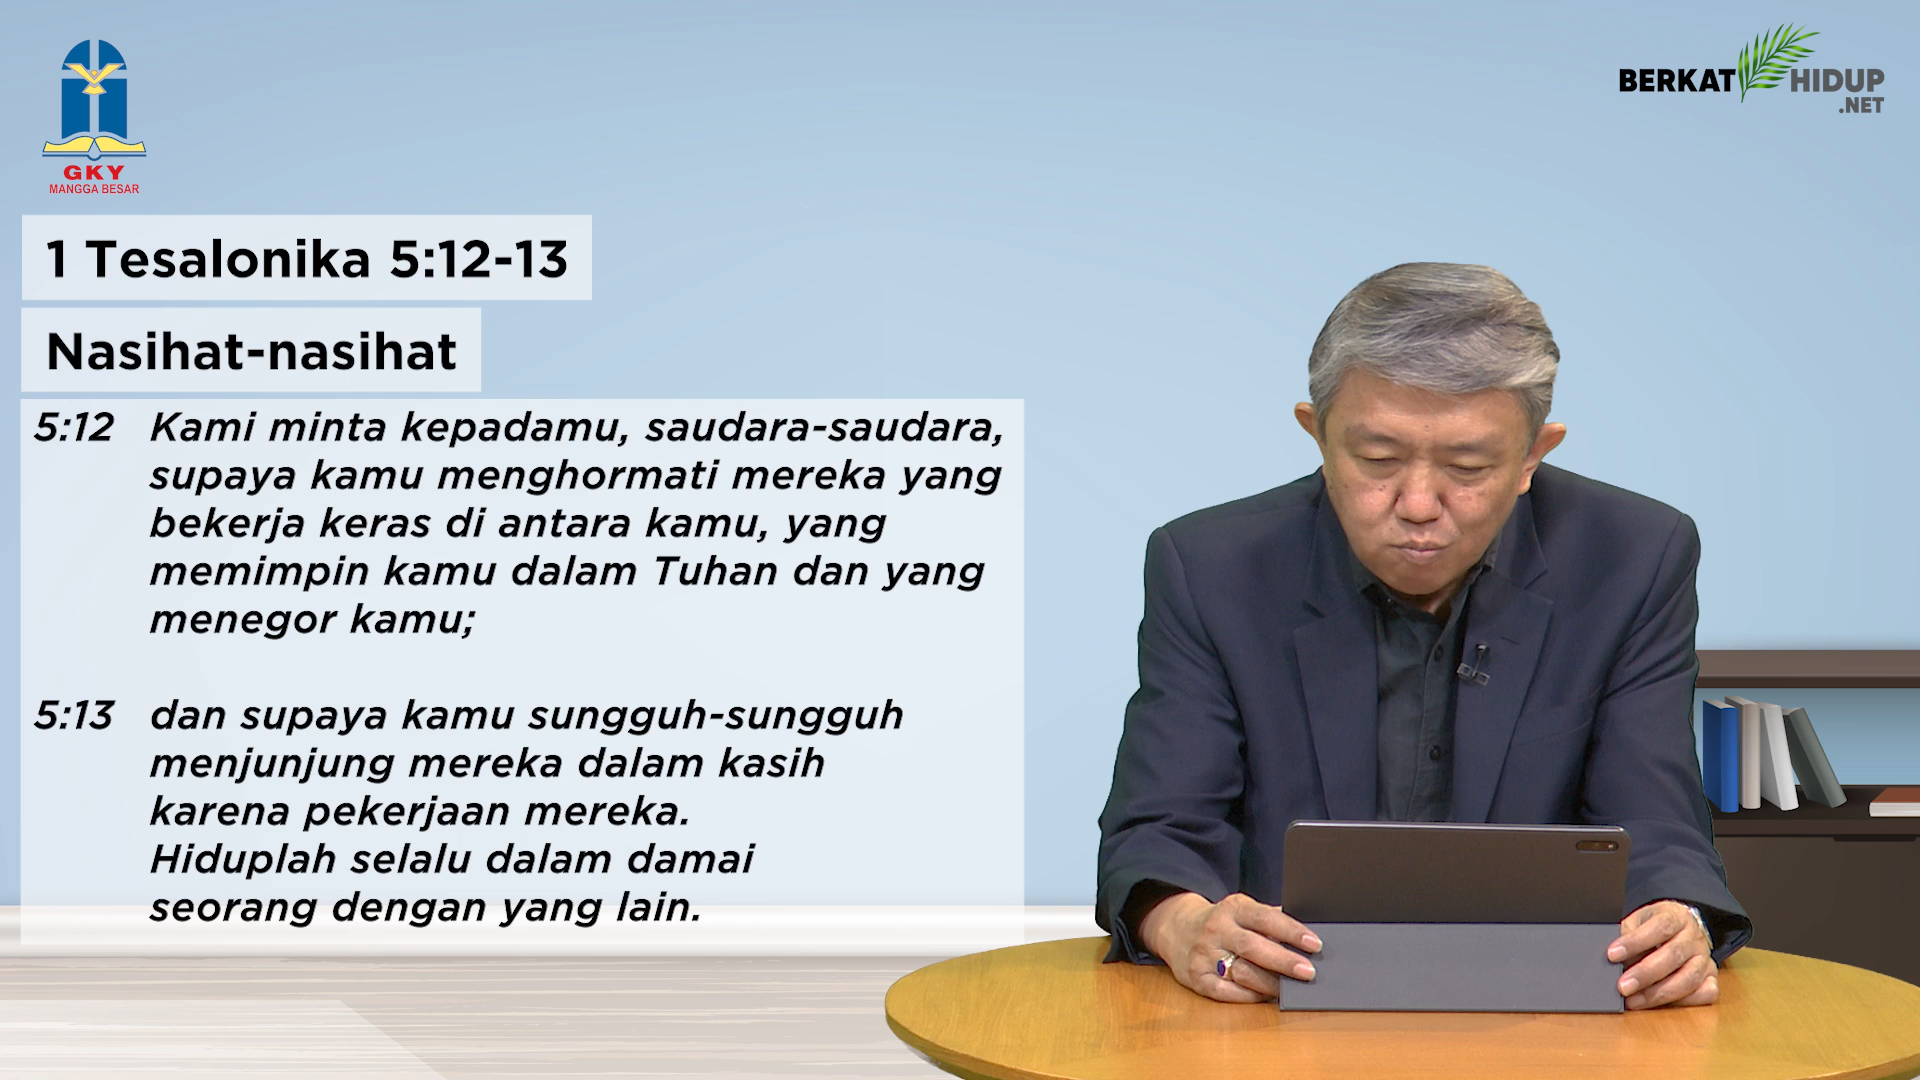 GKY
MANGGA BESAR
BERKAT HIDUP
.NET
1 Tesalonika 5:12-13
Nasihat-nasihat
5:12 Kami minta kepadamu, saudara-saudara,
supaya kamu menghormati mereka yang
bekerja keras di antara kamu, yang
memimpin kamu dalam Tuhan dan yang
menegor kamu;
5:13 dan supaya kamu sungguh-sungguh
menjunjung mereka dalam kasih
karena pekerjaan mereka.
Hiduplah selalu dalam damai
seorang dengan yang lain.